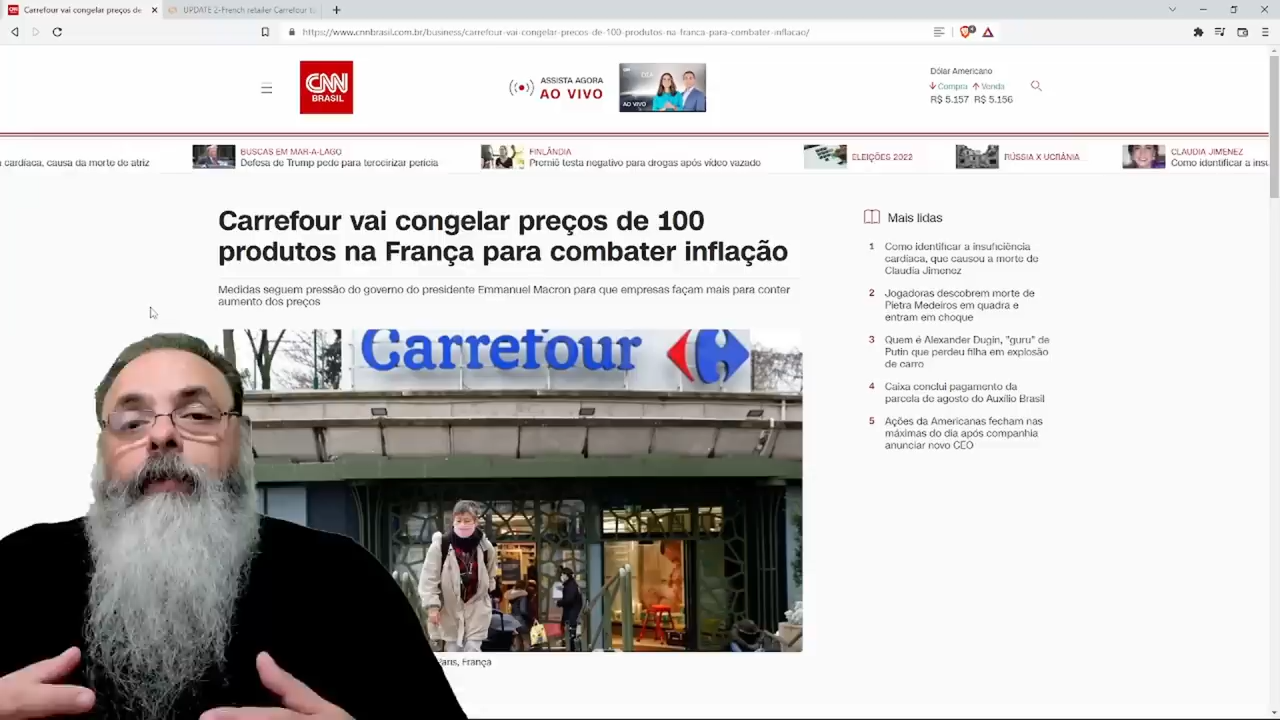 Carrefour vai congelar preços de
UPDATE 2-French retailer Carrefour t
https://www.cnnbrasil.com.br/business/carrefour-vai-congelar-precos-de-100-produtos-na-franca-para-combater-inflacao/
CNN
BRASIL
ASSISTA AGORA
AO VIVO
AO VIVO
Dólar Americano
Compra Venda
R$ 5.157 R$ 5.156
cardíaca, causa da morte de atriz
BUSCAS EM MAR-A-LAGO
Defesa de Trump pede para terceirizar perícia
FINLÂNDIA
Premiê testa negativo para drogas após vídeo vazado
ELEIÇÕES 2022
RÚSSIA X UCRÂNIA
CLAUDIA JIMENEZ
Como identificar a insu
Carrefour vai congelar preços de 100
produtos na França para combater inflação
Medidas seguem pressão do governo do presidente Emmanuel Macron para que empresas façam mais para conter
aumento dos preços
Carrefour
Paris, França
Mais lidas
1 Como identificar a insuficiência
cardíaca, que causou a morte de
Claudia Jimenez
2 Jogadoras descobrem morte de
Pietra Medeiros em quadra e
entram em choque
3 Quem é Alexander Dugin, "guru" de
Putin que perdeu filha em explosão
de carro
4 Caixa conclui pagamento da
parcela de agosto do Auxílio Brasil
5 Ações da Americanas fecham nas
máximas do dia após companhia
anunciar novo CEO